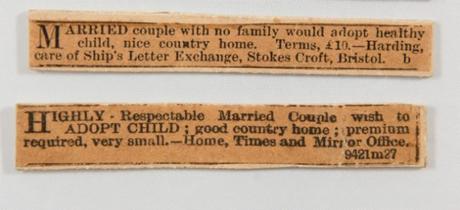 MARRIED couple with no family would adopt healthy
child, nice country home. Terms, £10.—Harding,
care of Ship's Letter Exchange, Stokes Croft, Bristol. b
HIGHLY - Respectable Married Couple wish to
ADOPT CHILD ; good country home ; premium
required, very small.—Home, Times and Mirror Office.
9421m27